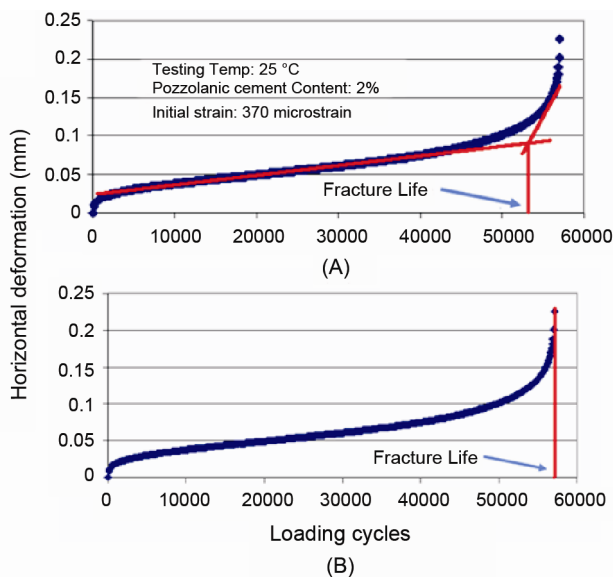 (A)
0.25
0.2
0.15
0.1
0.05
0
Testing Temp: 25 °C
Pozzolanic cement Content: 2%
Initial strain: 370 microstrain
Fracture Life
0 10000 20000 30000 40000 50000 60000
(A)
Horizontal deformation (mm)
0.25
0.2
0.15
0.1
0.05
0
Fracture Life
0 10000 20000 30000 40000 50000 60000
Loading cycles
(B)